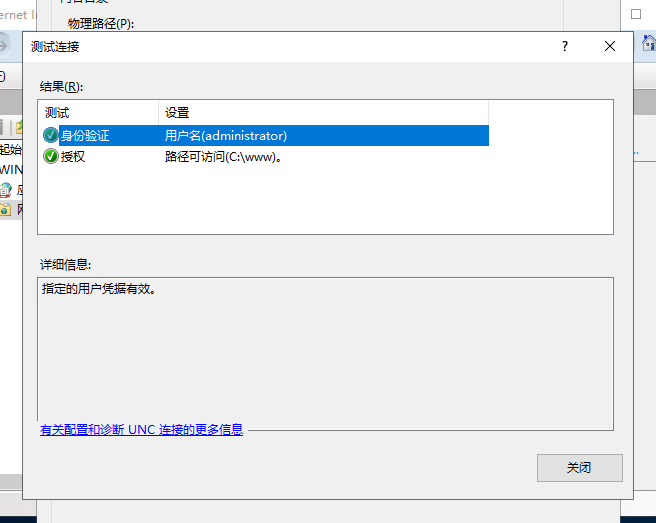 ernet In
物理路径(P):
测试连接
?
结果(R):
测试 设置
身份验证 用户名(administrator)
授权 路径可访问(C:\www)。
起始
WIN
详细信息:
指定的用户凭据有效。
有关配置和诊断 UNC 连接的更多信息
关闭